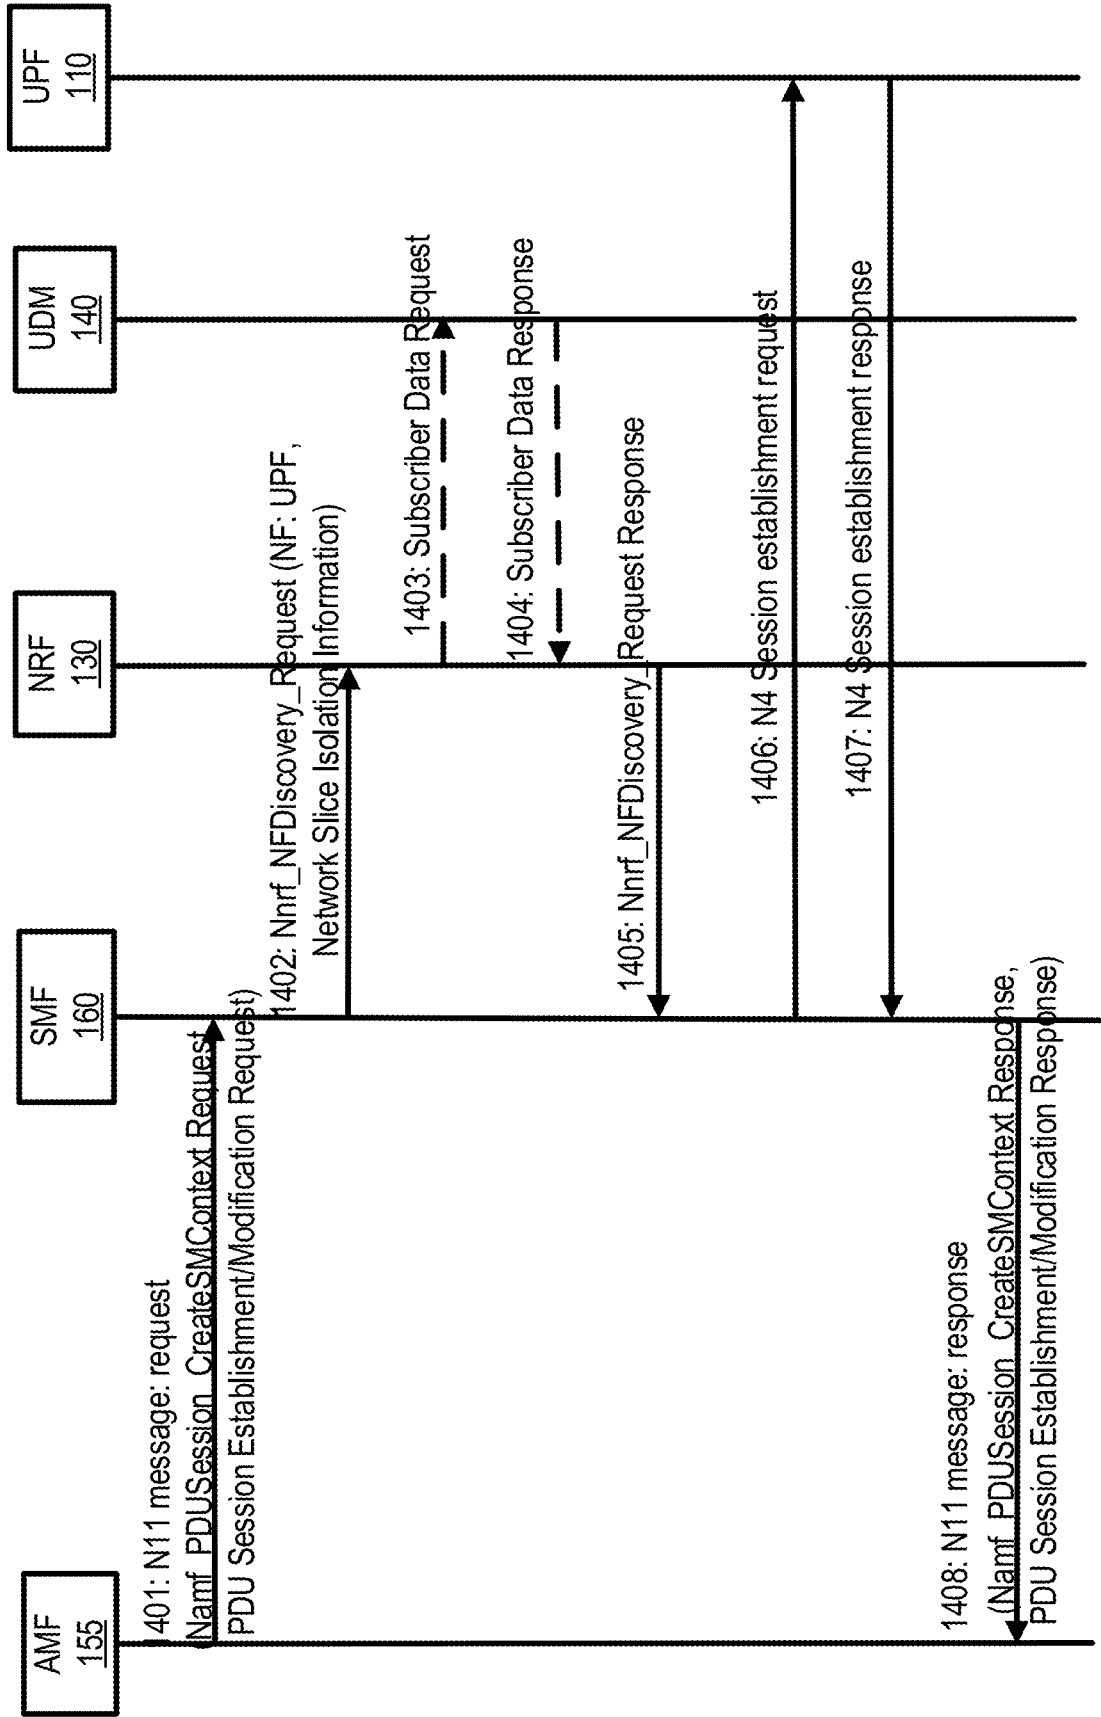 AMF
155
SMF
160
NRF
130
UDM
140
UPF
110
1401: N11 message: request
(Namf_PDUSession_CreateSMContext Request
PDU Session Establishment/Modification Request)
1402: Nnrf_NFDiscovery_Request (NF: UPF,
Network Slice Isolation Information)
1403: Subscriber Data Request
1404: Subscriber Data Response
1405: Nnrf_NFDiscovery_Request Response
1406: N4 Session establishment request
1407: N4 Session establishment response
1408: N11 message: response
(Namf_PDUSession_CreateSMContext Response,
PDU Session Establishment/Modification Response)